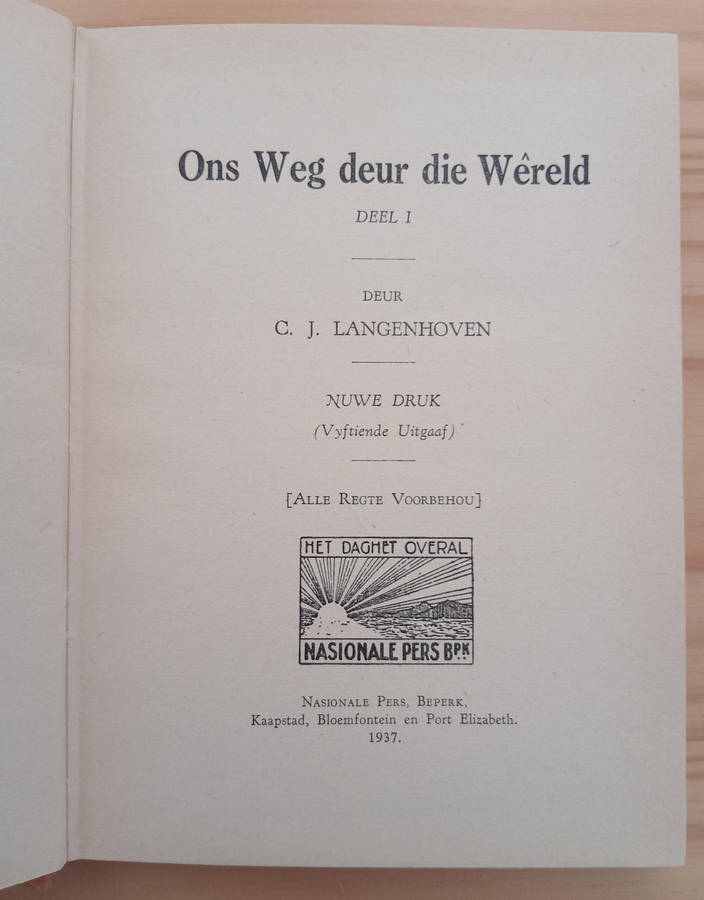 Ons Weg deur die Wêreld
DEEL I
DEUR
C. J. LANGENHOVEN
NUWE DRUK
(Vyftiende Uitgaaf)
[ALLE REGTE VOORBEHOU]
HET DAGHET OVERAL
NASIONALE PERS BPK
NASIONALE PERS, BEPERK,
Kaapstad, Bloemfontein en Port Elizabeth.
1937.